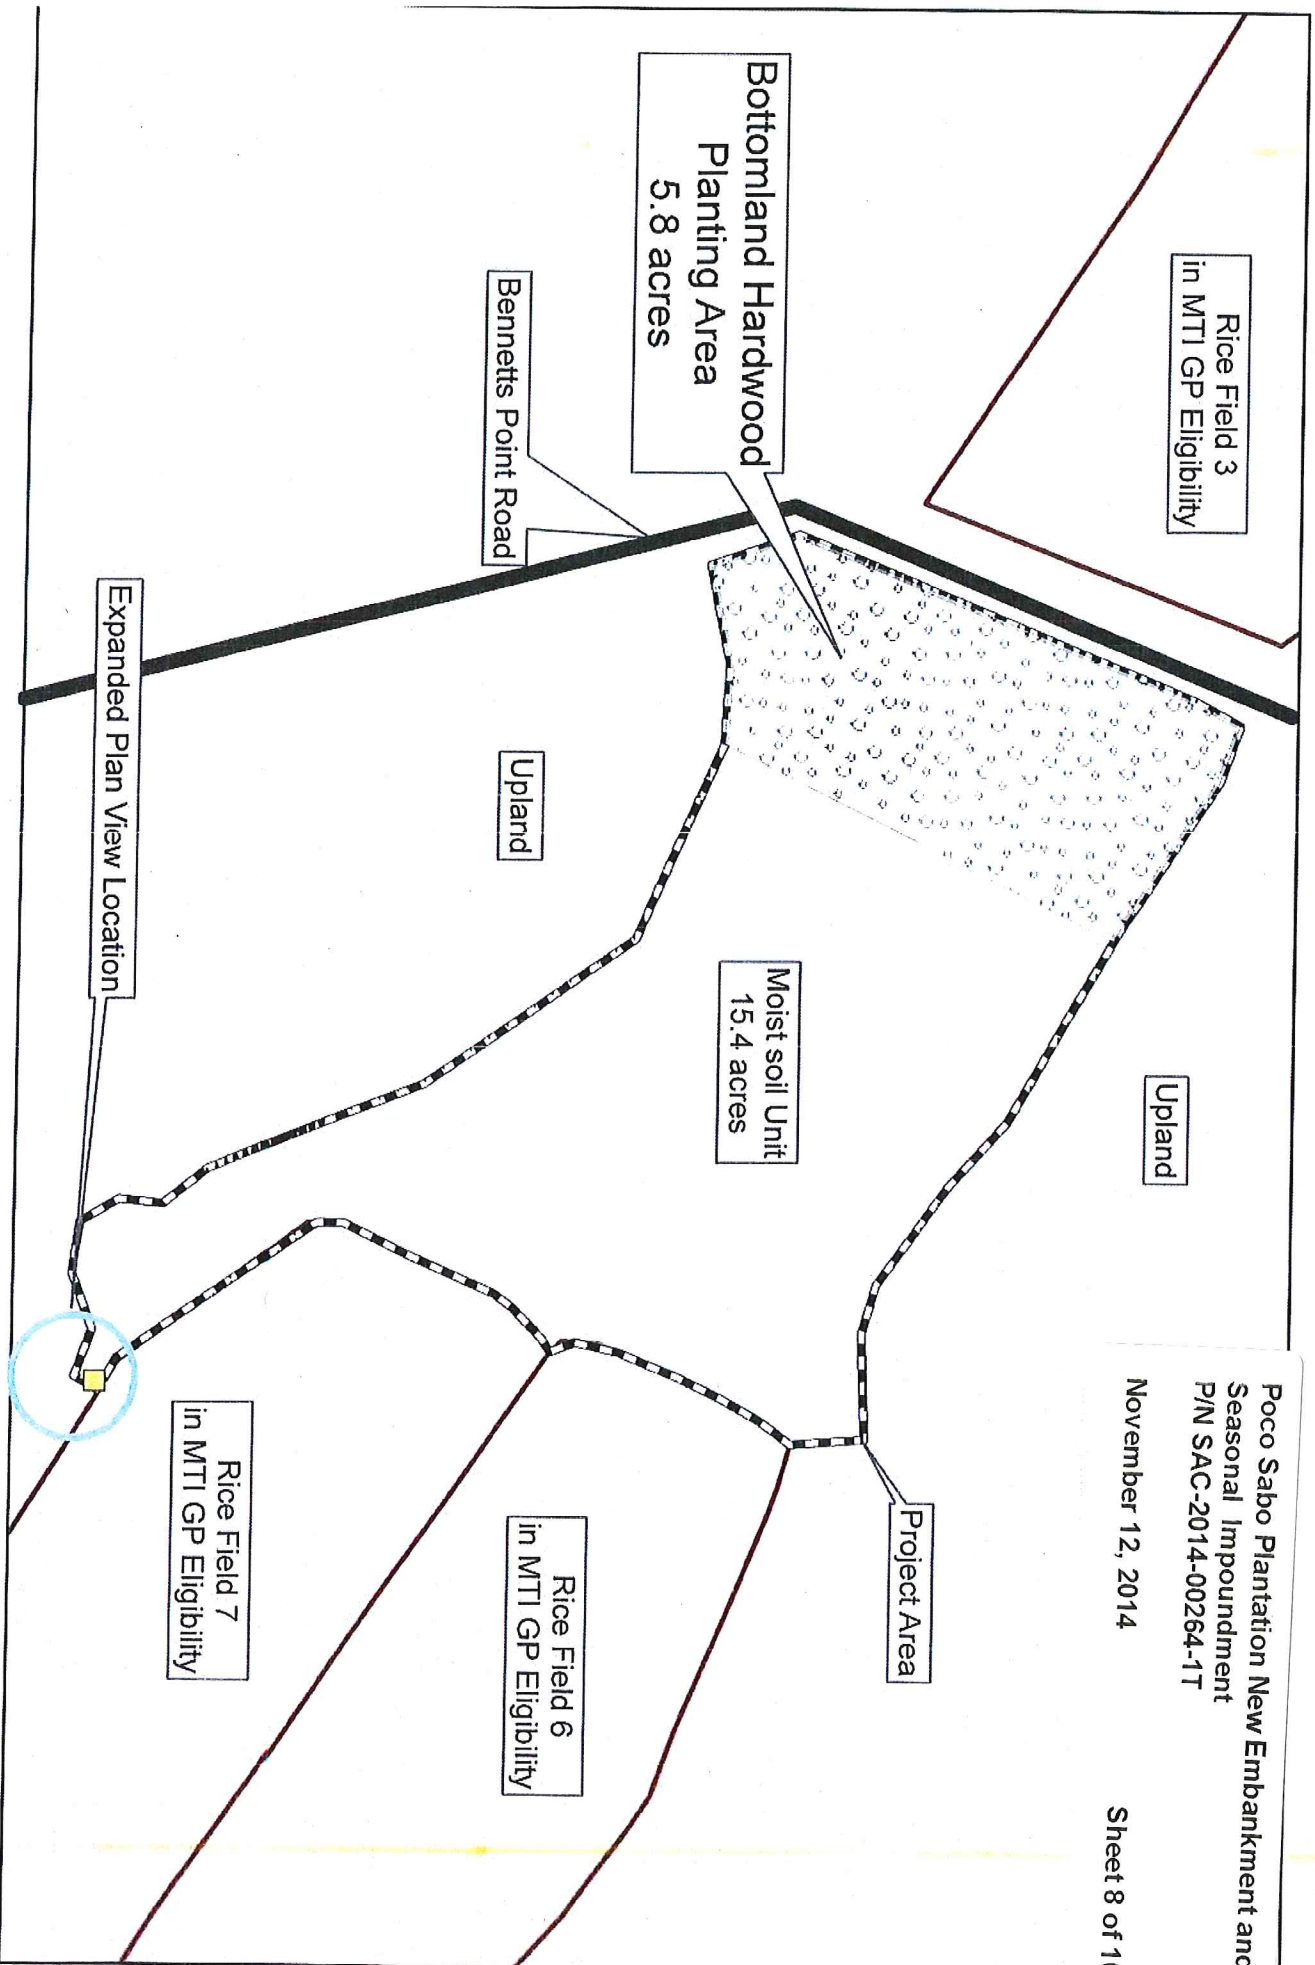 Poco Sabo Plantation New Embankment and
Seasonal Impoundment
P/N SAC-2014-00264-1T
November 12, 2014
Sheet 8 of
Rice Field 3
in MTI GP Eligibility
Upland
Project Area
Bottomland Hardwood
Planting Area
5.8 acres
Moist soil Unit
15.4 acres
Bennetts Point Road
Upland
Rice Field 6
in MTI GP Eligibility
Rice Field 7
in MTI GP Eligibility
Expanded Plan View Location